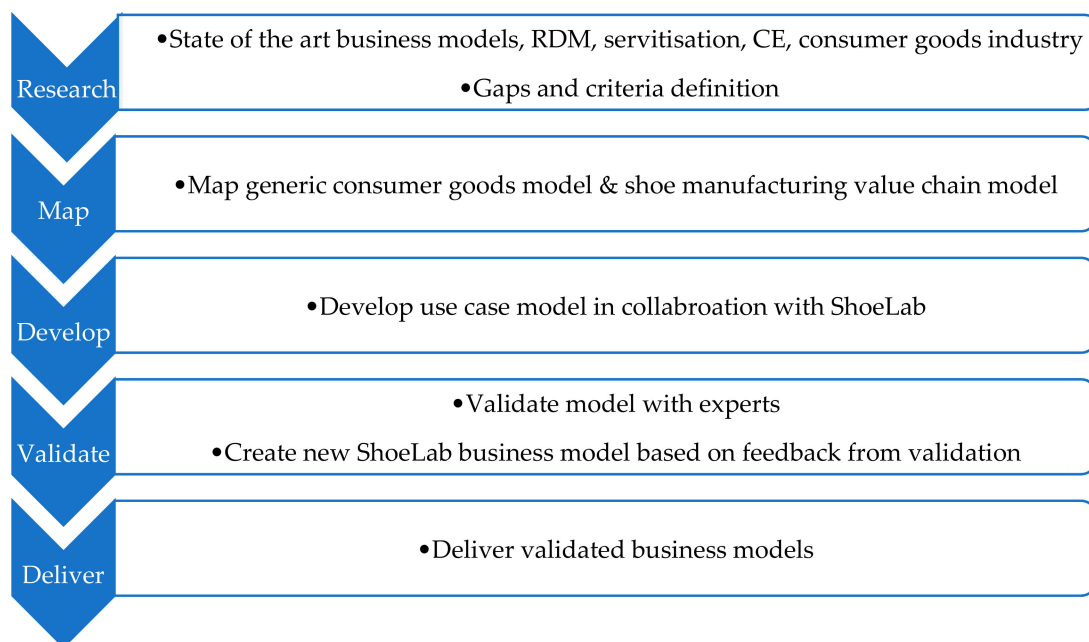 Research
•State of the art business models, RDM, servitisation, CE, consumer goods industry
•Gaps and criteria definition
Map
•Map generic consumer goods model & shoe manufacturing value chain model
Develop
•Develop use case model in collabroation with ShoeLab
Validate
•Validate model with experts
•Create new ShoeLab business model based on feedback from validation
Deliver
•Deliver validated business models